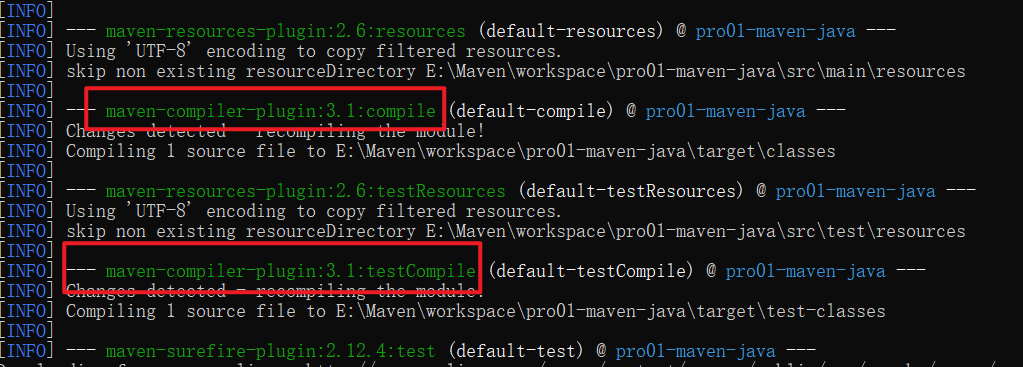 [INFO]
[INFO] --- maven-resources-plugin:2.6:resources (default-resources) @ pro01-maven-java ---
[INFO] Using 'UTF-8' encoding to copy filtered resources.
[INFO] skip non existing resourceDirectory E:\Maven\workspace\pro01-maven-java\src\main\resources
[INFO]
[INFO] --- maven-compiler-plugin:3.1:compile (default-compile) @ pro01-maven-java ---
[INFO] Changes detected - recompiling the module!
[INFO] Compiling 1 source file to E:\Maven\workspace\pro01-maven-java\target\classes
[INFO]
[INFO] --- maven-resources-plugin:2.6:testResources (default-testResources) @ pro01-maven-java ---
[INFO] Using 'UTF-8' encoding to copy filtered resources.
[INFO] skip non existing resourceDirectory E:\Maven\workspace\pro01-maven-java\src\test\resources
[INFO]
[INFO] --- maven-compiler-plugin:3.1:testCompile (default-testCompile) @ pro01-maven-java ---
[INFO] Changes detected - recompiling the module!
[INFO] Compiling 1 source file to E:\Maven\workspace\pro01-maven-java\target\test-classes
[INFO]
[INFO] --- maven-surefire-plugin:2.12.4:test (default-test) @ pro01-maven-java ---